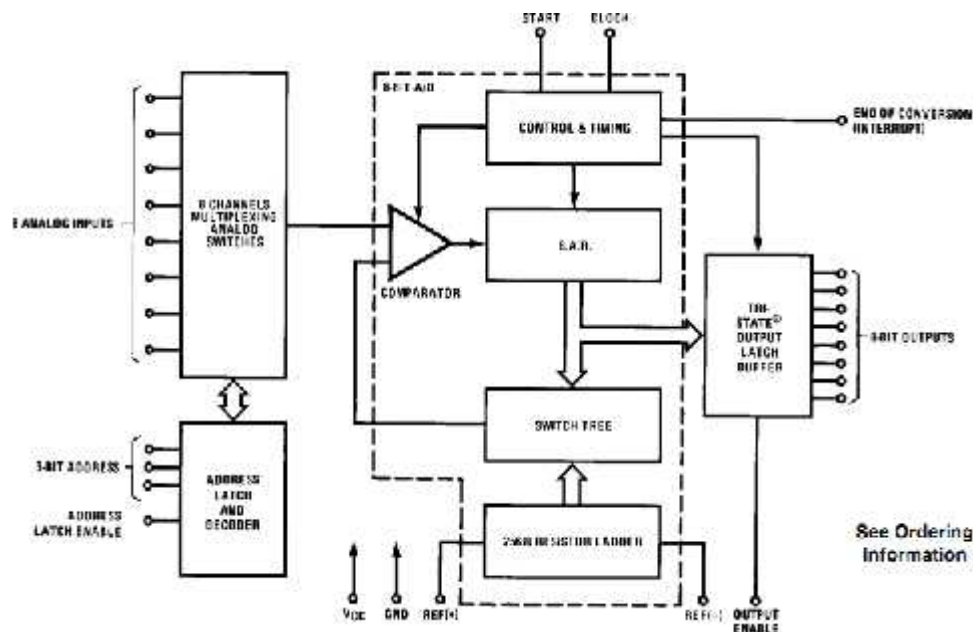 START
CLOCK
8-BIT A/D
CONTROL & TIMING
END OF CONVERSION
(INTERRUPT)
8 ANALOG INPUTS
8 CHANNELS
MULTIPLEXING
ANALOG
SWITCHES
COMPARATOR
S.A.R.
TRI-
STATE®
OUTPUT
LATCH
BUFFER
8-BIT OUTPUTS
SWITCH TREE
3-BIT ADDRESS
ADDRESS
LATCH ENABLE
ADDRESS
LATCH
AND
DECODER
256R RESISTOR LADDER
See Ordering
Information
VCC
GND
REF(+)
REF(-)
OUTPUT
ENABLE